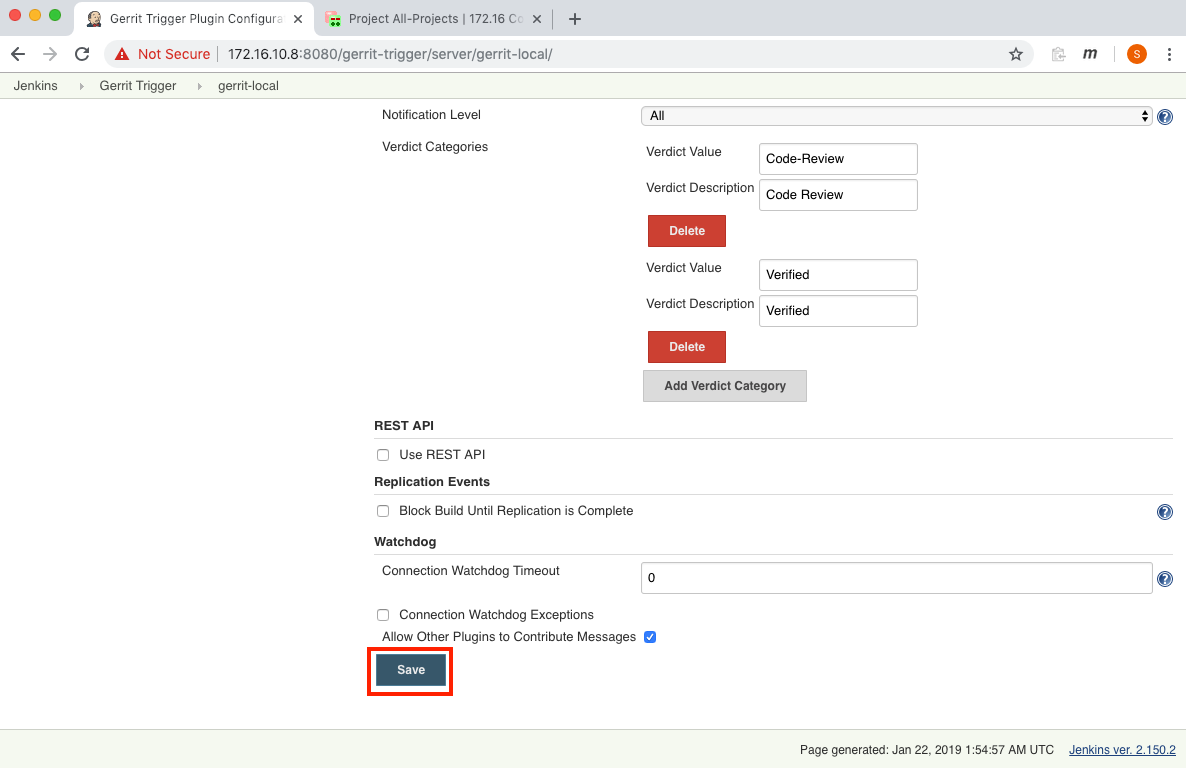 Gerrit Trigger Plugin Configura
Project All-Projects | 172.16 Co
Not Secure
172.16.10.8:8080/gerrit-trigger/server/gerrit-local/
m
S
Jenkins
Gerrit Trigger
gerrit-local
Notification Level
All
?
Verdict Categories
Verdict Value
Code-Review
Verdict Description
Code Review
Delete
Verdict Value
Verified
Verdict Description
Verified
Delete
Add Verdict Category
REST API
Use REST API
Replication Events
Block Build Until Replication is Complete
?
Watchdog
Connection Watchdog Timeout
0
?
Connection Watchdog Exceptions
Allow Other Plugins to Contribute Messages
Save
Page generated: Jan 22, 2019 1:54:57 AM UTC
Jenkins ver. 2.150.2